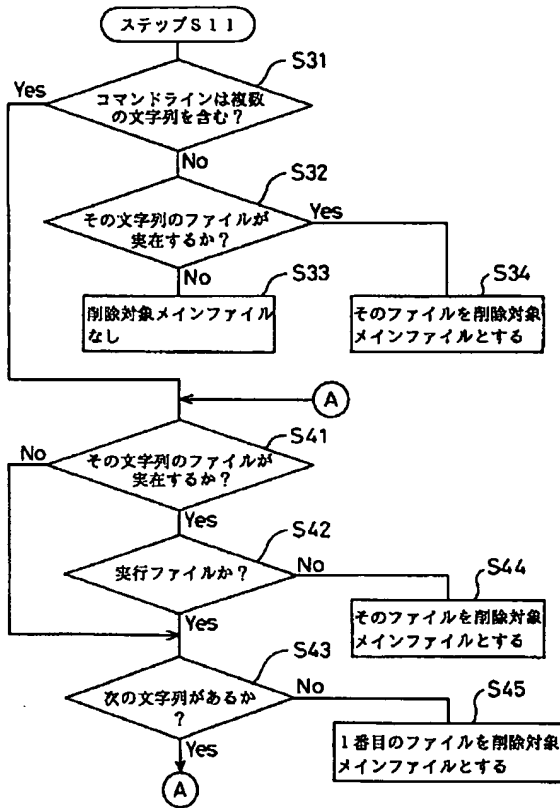 ステップS11
S31
Yes
コマンドラインは複数
の文字列を含む?
No
S32
その文字列のファイルが
実在するか?
Yes
No
S33
S34
削除対象メインファイル
なし
そのファイルを削除対象
メインファイルとする
A
S41
No
その文字列のファイルが
実在するか?
Yes
S42
実行ファイルか?
No
S44
Yes
そのファイルを削除対象
メインファイルとする
S43
次の文字列があるか
?
No
S45
Yes
1番目のファイルを削除対象
メインファイルとする
A